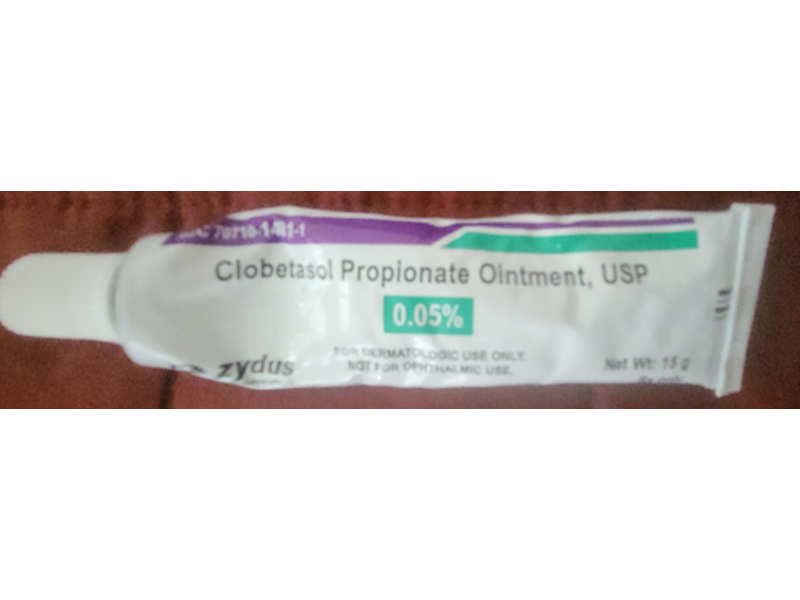 Clobetasol Propionate Ointment, USP
0.05%
FOR DERMATOLOGIC USE ONLY.
NOT FOR OPHTHALMIC USE.
zydus
Net Wt: 15 g